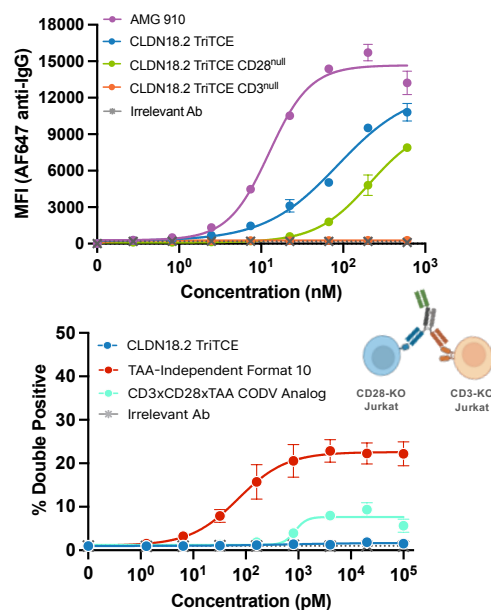 AMG 910
CLDN18.2 TriTCE
CLDN18.2 TriTCE CD28null
CLDN18.2 TriTCE CD3null
Irrelevant Ab
MFI (AF647 anti-IgG)
18000
15000
12000
9000
6000
3000
0
0 10⁰ 10¹ 10² 10³
Concentration (nM)
CLDN18.2 TriTCE
TAA-Independent Format 10
CD3xCD28xTAA CODV Analog
Irrelevant Ab
CD28-KO
Jurkat
CD3-KO
Jurkat
% Double Positive
50
40
30
20
10
0
0 10⁰ 10¹ 10² 10³ 10⁴ 10⁵
Concentration (pM)